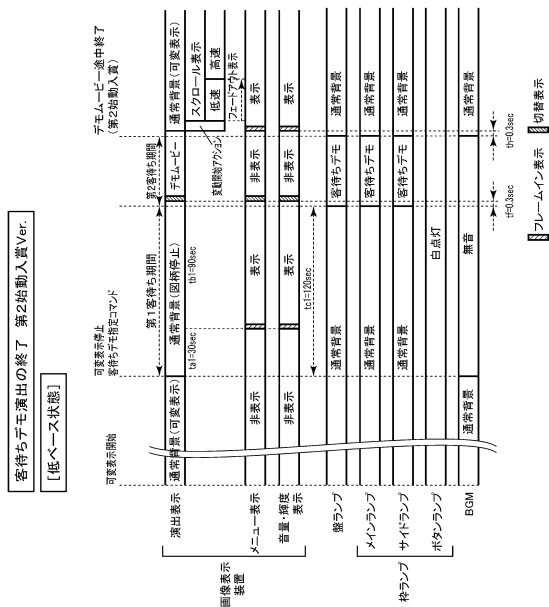 客待ちデモ演出の終了 第2始動入賞Ver.
[低ベース状態]
可変表示開始
可変表示停止
客待ちデモ指定コマンド
デモムービー途中終了
(第2始動入賞)
第1客待ち期間
第2客待ち期間
画像表示
装置
演出表示
通常背景(可変表示)
通常背景(図柄停止)
デモムービー
通常背景(可変表示)
ta1=30sec
tb1=90sec
変動開始アクション
スクロール表示
低速
高速
フェードアウト表示
メニュー表示
非表示
表示
非表示
表示
音量・輝度
表示
非表示
表示
非表示
表示
tc1=120sec
盤ランプ
通常背景
客待ちデモ
通常背景
枠ランプ
メインランプ
通常背景
客待ちデモ
通常背景
サイドランプ
通常背景
客待ちデモ
通常背景
ボタンランプ
白点灯
BGM
通常背景
無音
通常背景
tf=0.3sec
th=0.3sec
フレームイン表示
切替表示